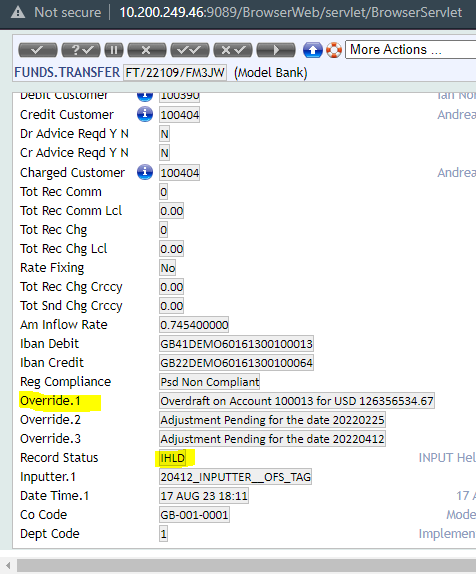 Not secure | 10.200.249.46:9089/BrowserWeb/servlet/BrowserServlet
More Actions ...
FUNDS.TRANSFER FT/22109/FM3JW (Model Bank)
Debit Customer 100390 Ian Nor
Credit Customer 100404 Andrea
Dr Advice Reqd Y N N
Cr Advice Reqd Y N N
Charged Customer 100404 Andrea
Tot Rec Comm 0
Tot Rec Comm Lcl 0.00
Tot Rec Chg 0
Tot Rec Chg Lcl 0.00
Rate Fixing No
Tot Rec Chg Crccy 0.00
Tot Snd Chg Crccy 0.00
Am Inflow Rate 0.745400000
Iban Debit GB41DEMO60161300100013
Iban Credit GB22DEMO60161300100064
Reg Compliance Psd Non Compliant
Override.1 Overdraft on Account 100013 for USD 126356534.67
Override.2 Adjustment Pending for the date 20220225
Override.3 Adjustment Pending for the date 20220412
Record Status IHLD INPUT Hel
Inputter.1 20412_INPUTTER__OFS_TAG
Date Time.1 17 AUG 23 18:11 17 A
Co Code GB-001-0001 Mode
Dept Code 1 Implemen